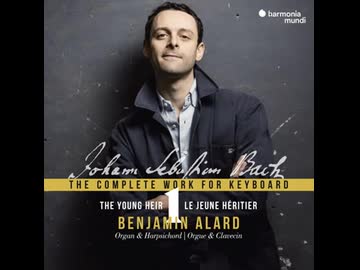 harmonia
mundi
Johann Sebastian Bach
THE COMPLETE WORK FOR KEYBOARD
THE YOUNG HEIR 1 LE JEUNE HÉRITIER
BENJAMIN ALARD
Organ & Harpsichord | Orgue & Clavecin